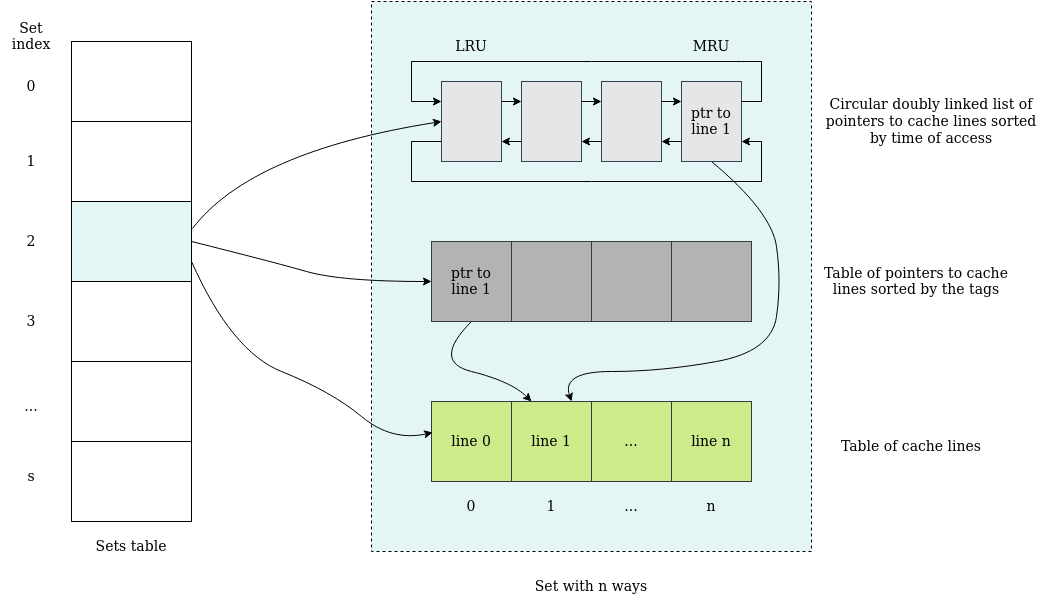 Set
index
0
1
2
3
...
s
Sets table
LRU
MRU
ptr to
line 1
Circular doubly linked list of
pointers to cache lines sorted
by time of access
ptr to
line 1
Table of pointers to cache
lines sorted by the tags
line 0
line 1
...
line n
Table of cache lines
0
1
...
n
Set with n ways